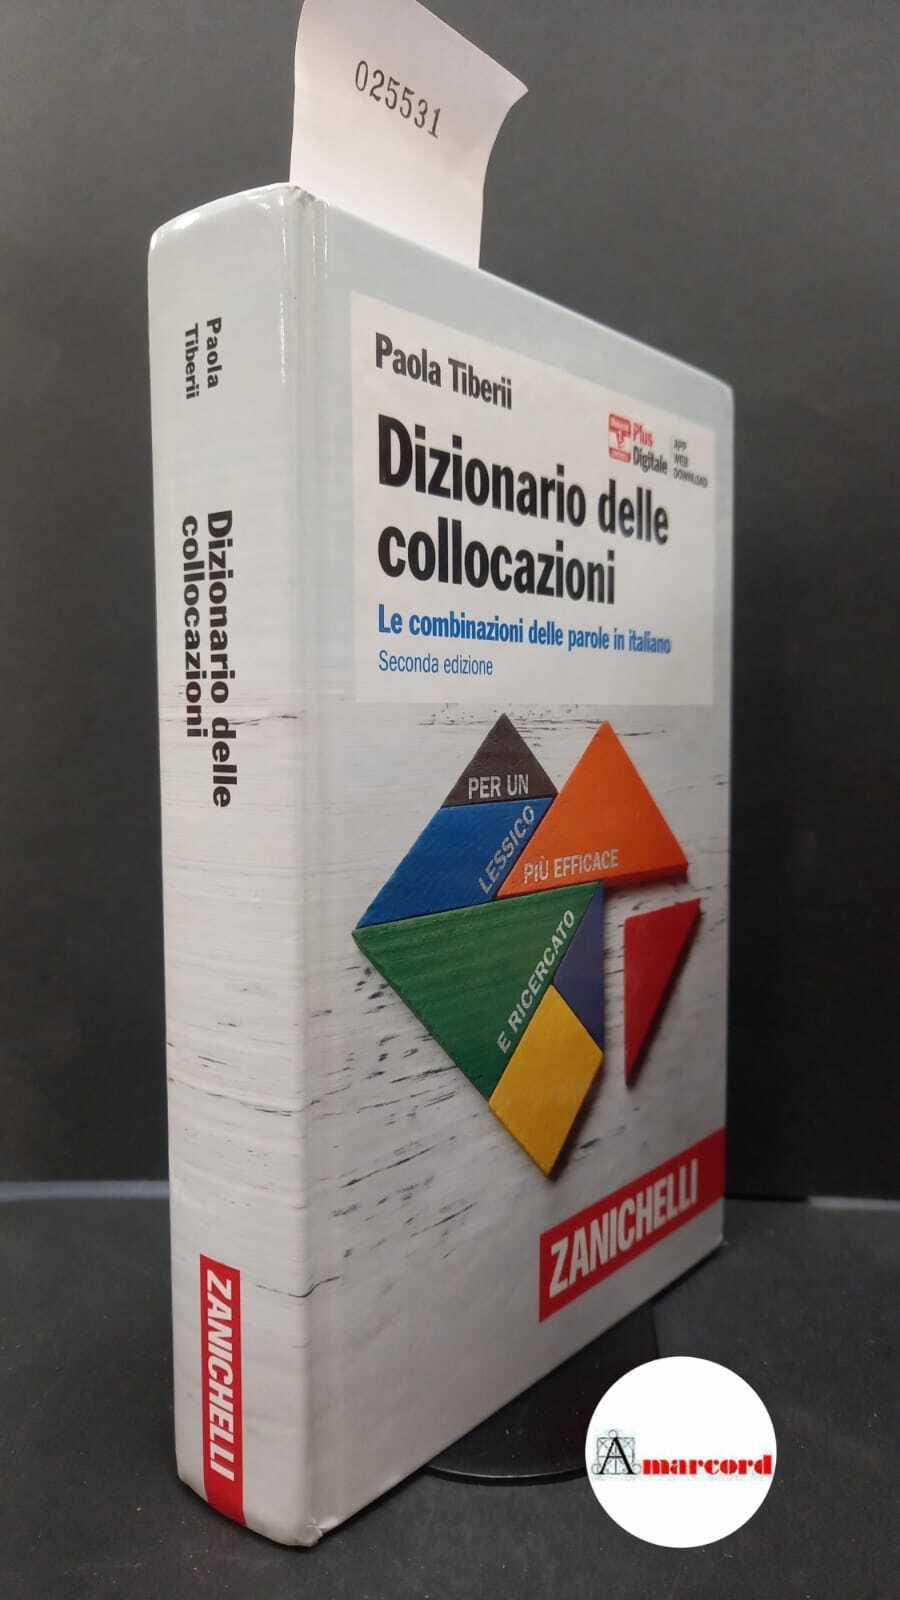 025531
Paola
Tiberii
Dizionario delle
collocazioni
ZANICHELLI
Paola Tiberii
Plus
Digitale
APP
WEB
DOWNLOAD
Dizionario delle
collocazioni
Le combinazioni delle parole in italiano
Seconda edizione
PER UN
LESSICO
PIÙ EFFICACE
E RICERCATO
ZANICHELLI
Amarcord